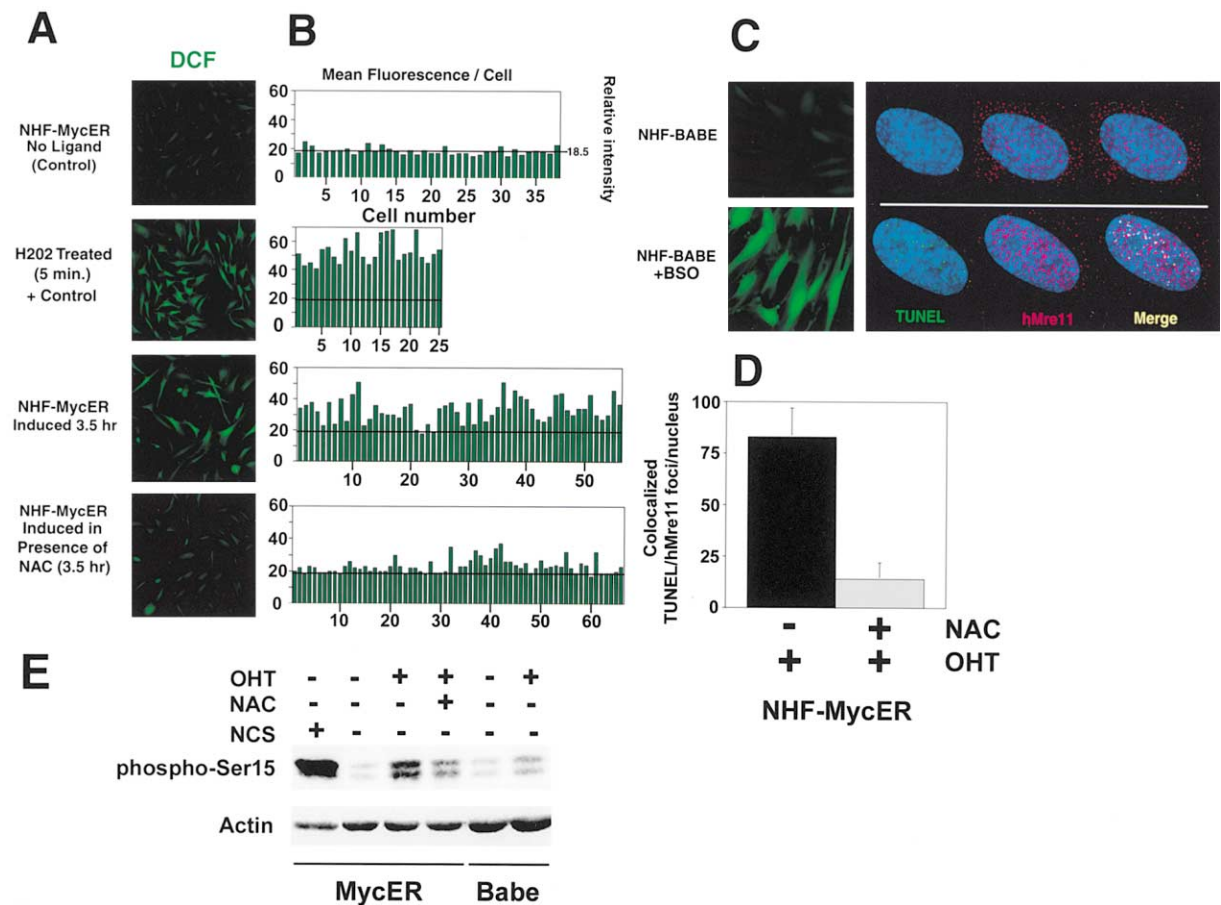 A
DCF
NHF-MycER
No Ligand
(Control)
H202 Treated
(5 min.)
+ Control
NHF-MycER
Induced 3.5 hr
NHF-MycER
Induced in
Presence of
NAC (3.5 hr)
B
Mean Fluorescence / Cell
60
40
20
0
18.5
Relative intensity
5 10 15 20 25 30 35
Cell number
60
40
20
0
5 10 15 20 25
60
40
20
0
10 20 30 40 50
60
40
20
0
10 20 30 40 50 60
C
NHF-BABE
NHF-BABE
+BSO
TUNEL hMre11 Merge
D
Colocalized
TUNEL/hMre11 foci/nucleus
100
75
50
25
0
- + NAC
+ + OHT
NHF-MycER
E
OHT - - + + - +
NAC - - - + - -
NCS + - - - - -
phospho-Ser15
Actin
MycER Babe